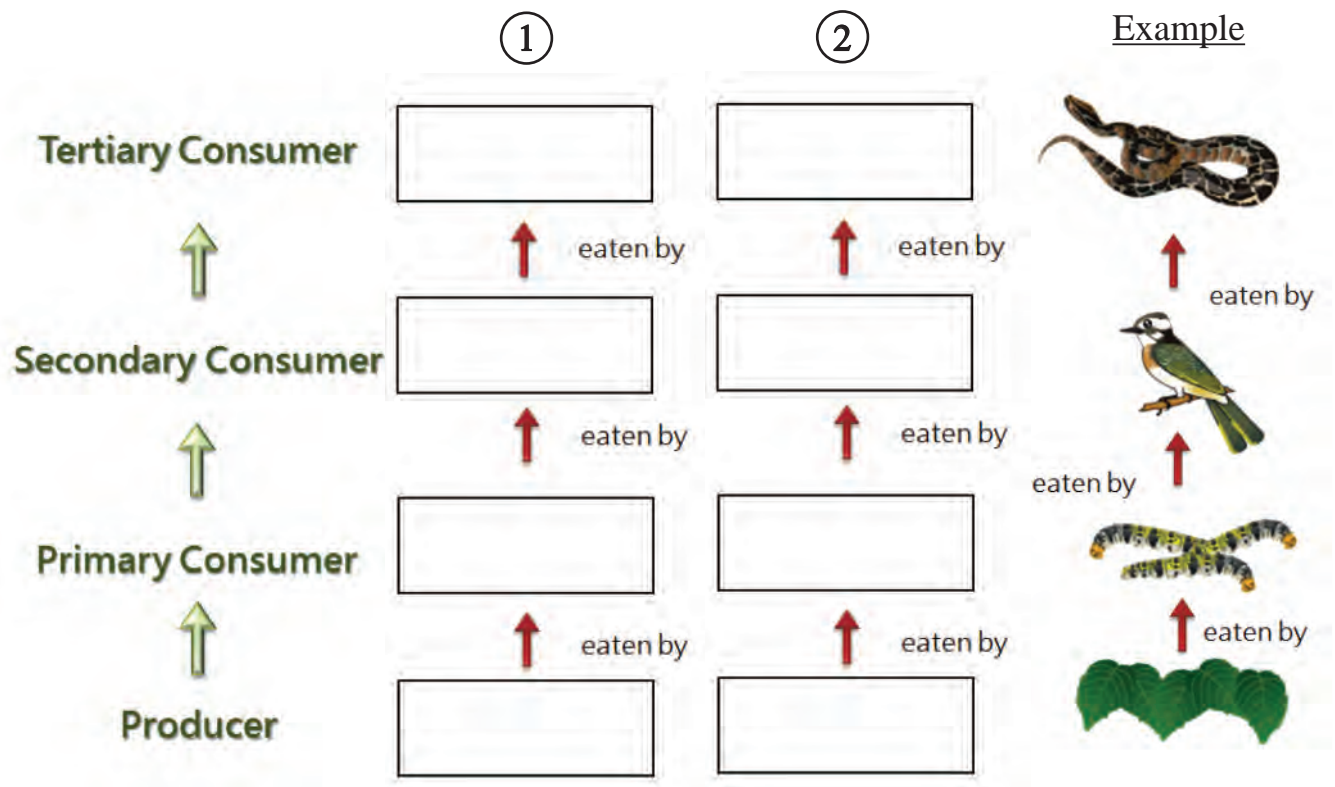 ① ② Example
Tertiary Consumer
eaten by eaten by
eaten by
Secondary Consumer
eaten by eaten by
eaten by
Primary Consumer
eaten by eaten by eaten by
Producer